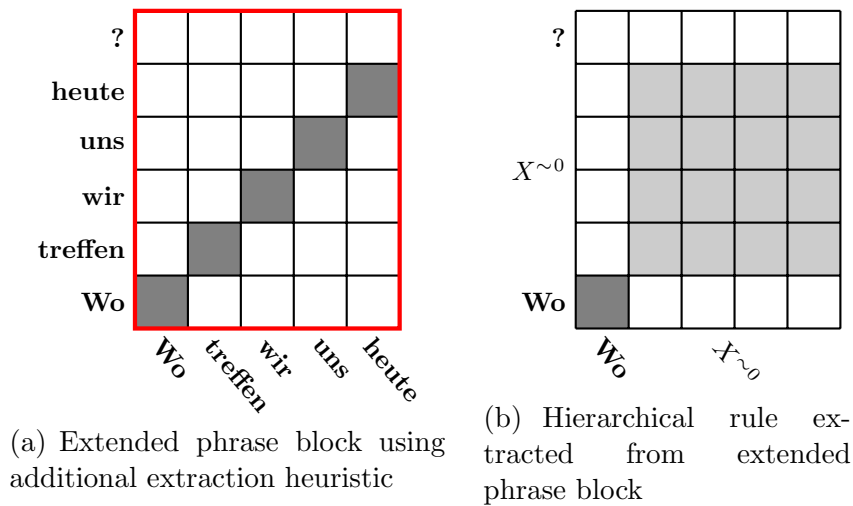 ?
heute
uns
wir
treffen
Wo
Wo
treffen
wir
uns
heute
(a) Extended phrase block using
additional extraction heuristic
?
X~0
Wo
Wo
X~0
(b) Hierarchical rule ex-
tracted from extended
phrase block